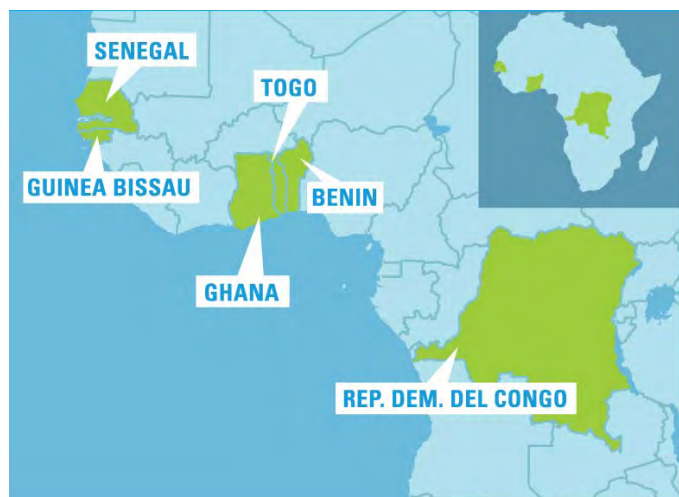 SENEGAL
TOGO
GUINEA BISSAU
BENIN
GHANA
REP. DEM. DEL CONGO